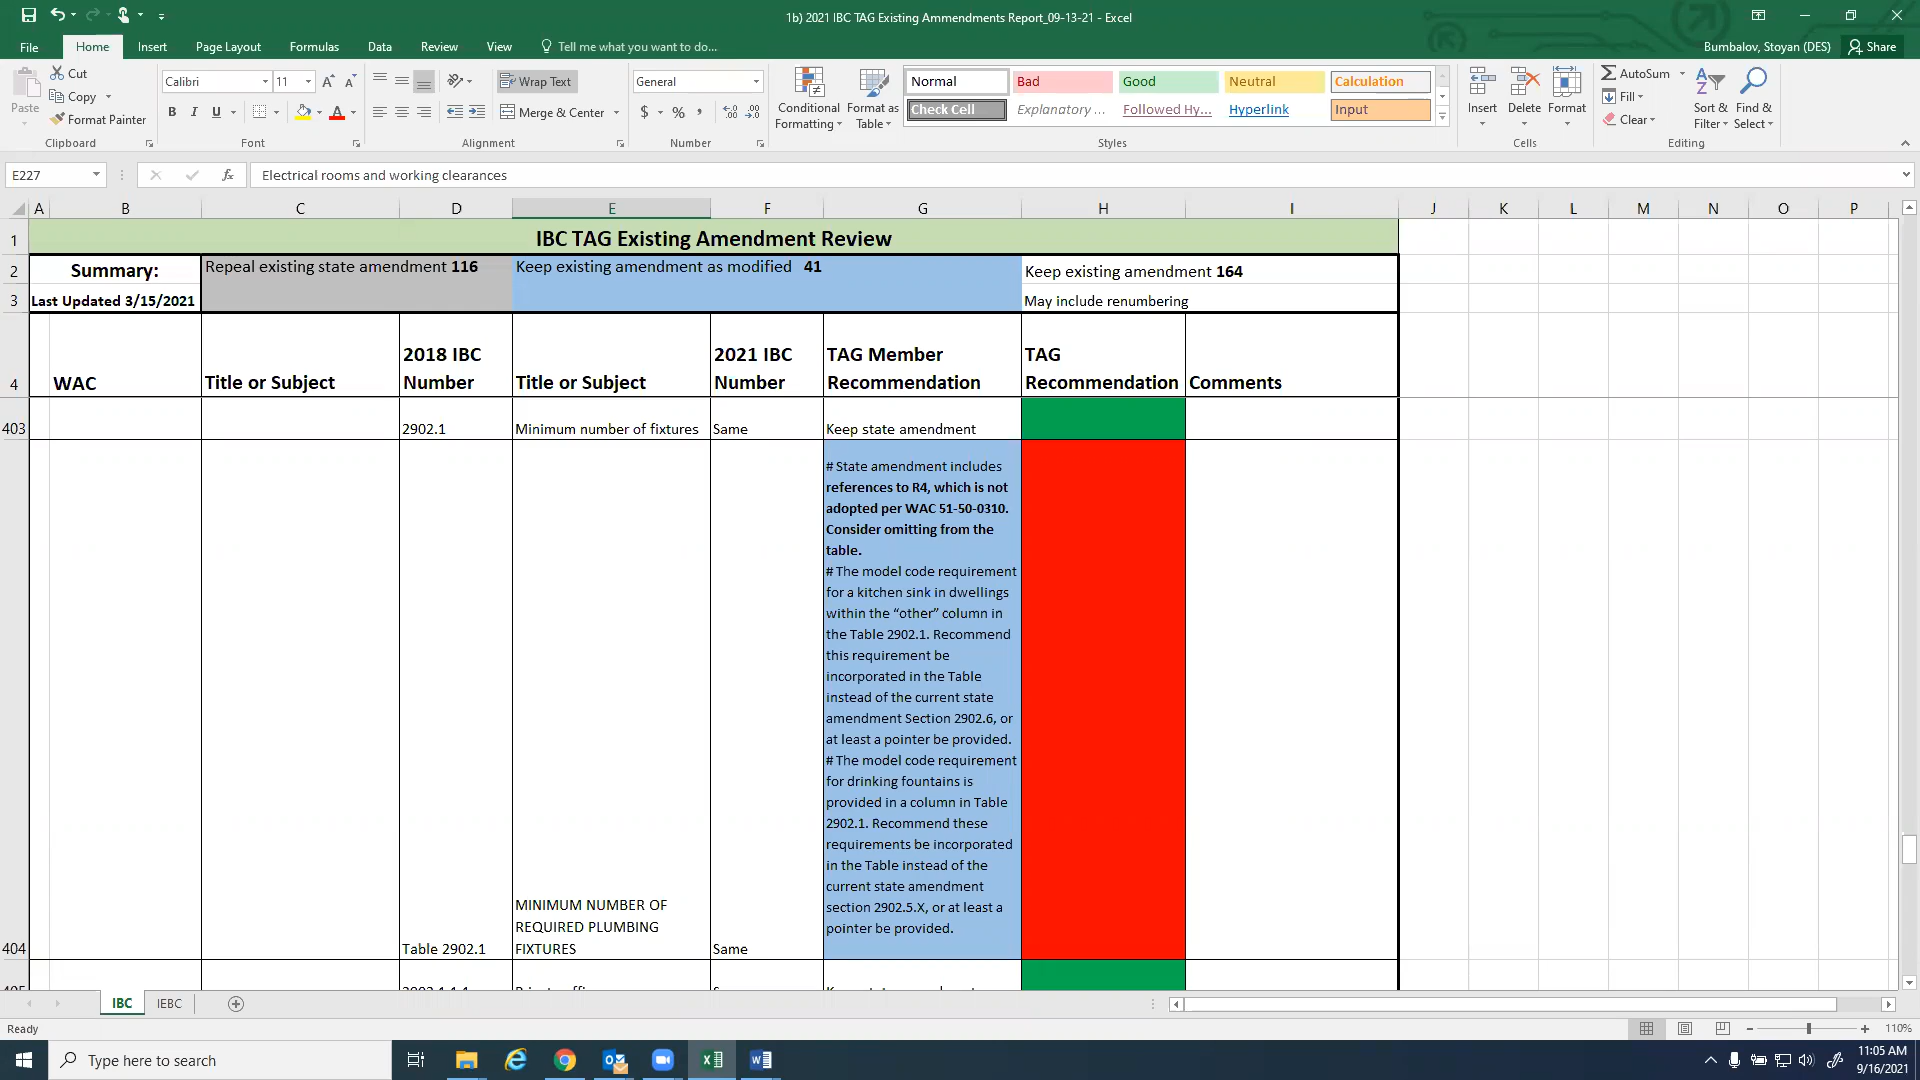 1b) 2021 IBC TAG Existing Ammendments Report_09-13-21 - Excel
File Home Insert Page Layout Formulas Data Review View Tell me what you want to do... Bumbalov, Stoyan (DES) Share
Paste Cut Copy Format Painter Clipboard
Calibri 11 A A B I U A Font
Wrap Text Merge & Center Alignment
General $ % , Number
Conditional Formatting Format as Table
Normal Bad Good Neutral Calculation
Check Cell Explanatory ... Followed Hy... Hyperlink Input
Styles
Insert Delete Format Cells
AutoSum Fill Clear Sort & Filter Find & Select Editing
E227 fx Electrical rooms and working clearances
A B C D E F G H I J K L M N O P
1 IBC TAG Existing Amendment Review
2 Summary: Repeal existing state amendment 116 Keep existing amendment as modified 41 Keep existing amendment 164
3 Last Updated 3/15/2021 May include renumbering
4 WAC Title or Subject
2018 IBC
Number
Title or Subject
2021 IBC
Number
TAG Member
Recommendation
TAG
Recommendation
Comments
403 2902.1 Minimum number of fixtures Same Keep state amendment
404
Table 2902.1
MINIMUM NUMBER OF
REQUIRED PLUMBING
FIXTURES
Same
# State amendment includes
references to R4, which is not
adopted per WAC 51-50-0310.
Consider omitting from the
table.
# The model code requirement
for a kitchen sink in dwellings
within the “other” column in
the Table 2902.1. Recommend
this requirement be
incorporated in the Table
instead of the current state
amendment Section 2902.6, or
at least a pointer be provided.
# The model code requirement
for drinking fountains is
provided in a column in Table
2902.1. Recommend these
requirements be incorporated
in the Table instead of the
current state amendment
section 2902.5.X, or at least a
pointer be provided.
IBC IEBC
Ready 110%
Type here to search
11:05 AM
9/16/2021